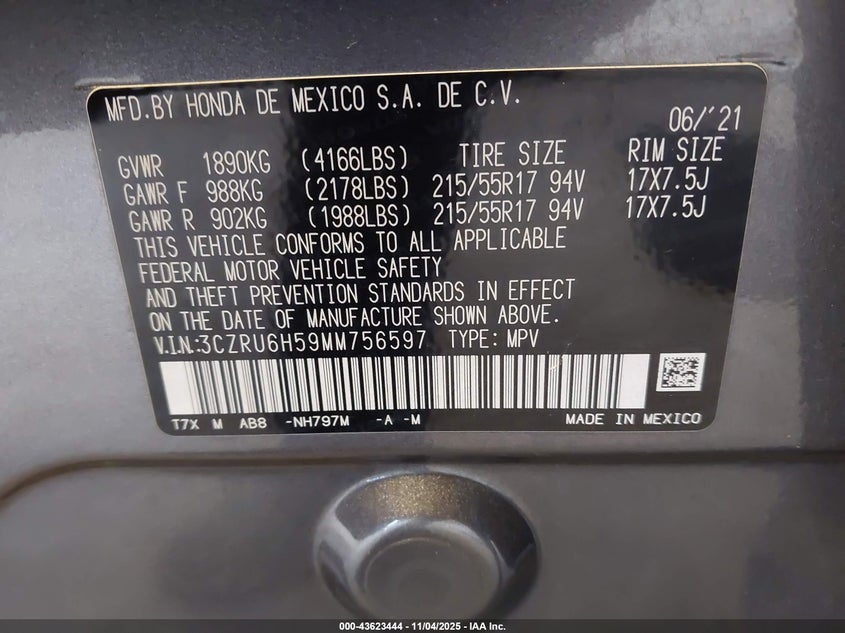 MFD.BY HONDA DE MEXICO S.A. DE C.V.
06/'21
GVWR 1890KG (4166LBS) TIRE SIZE RIM SIZE
GAWR F 988KG (2178LBS) 215/55R17 94V 17X7.5J
GAWR R 902KG (1988LBS) 215/55R17 94V 17X7.5J
THIS VEHICLE CONFORMS TO ALL APPLICABLE
FEDERAL MOTOR VEHICLE SAFETY
AND THEFT PREVENTION STANDARDS IN EFFECT
ON THE DATE OF MANUFACTURE SHOWN ABOVE.
V.I.N.:3CZRU6H59MM756597 TYPE: MPV
T7X M AB8 -NH797M -A -M MADE IN MEXICO
000-43623444 - 11/04/2025 - IAA Inc.